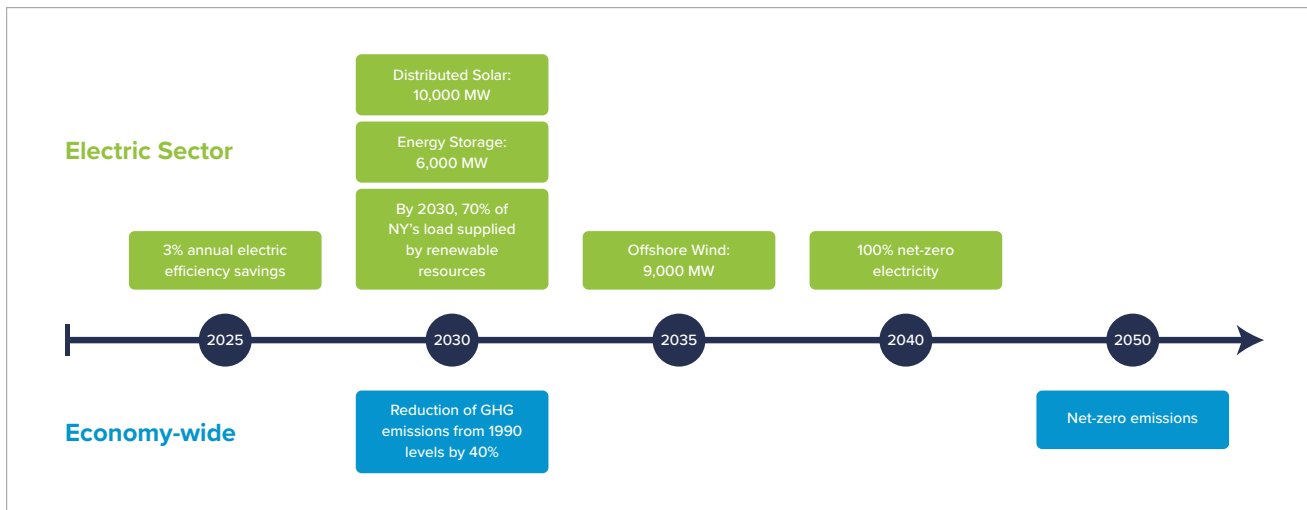 Distributed Solar:
10,000 MW
Electric Sector
Energy Storage:
6,000 MW
By 2030, 70% of
NY's load supplied
by renewable
resources
3% annual electric
efficiency savings
Offshore Wind:
9,000 MW
100% net-zero
electricity
2025
2030
2035
2040
2050
Economy-wide
Reduction of GHG
emissions from 1990
levels by 40%
Net-zero emissions